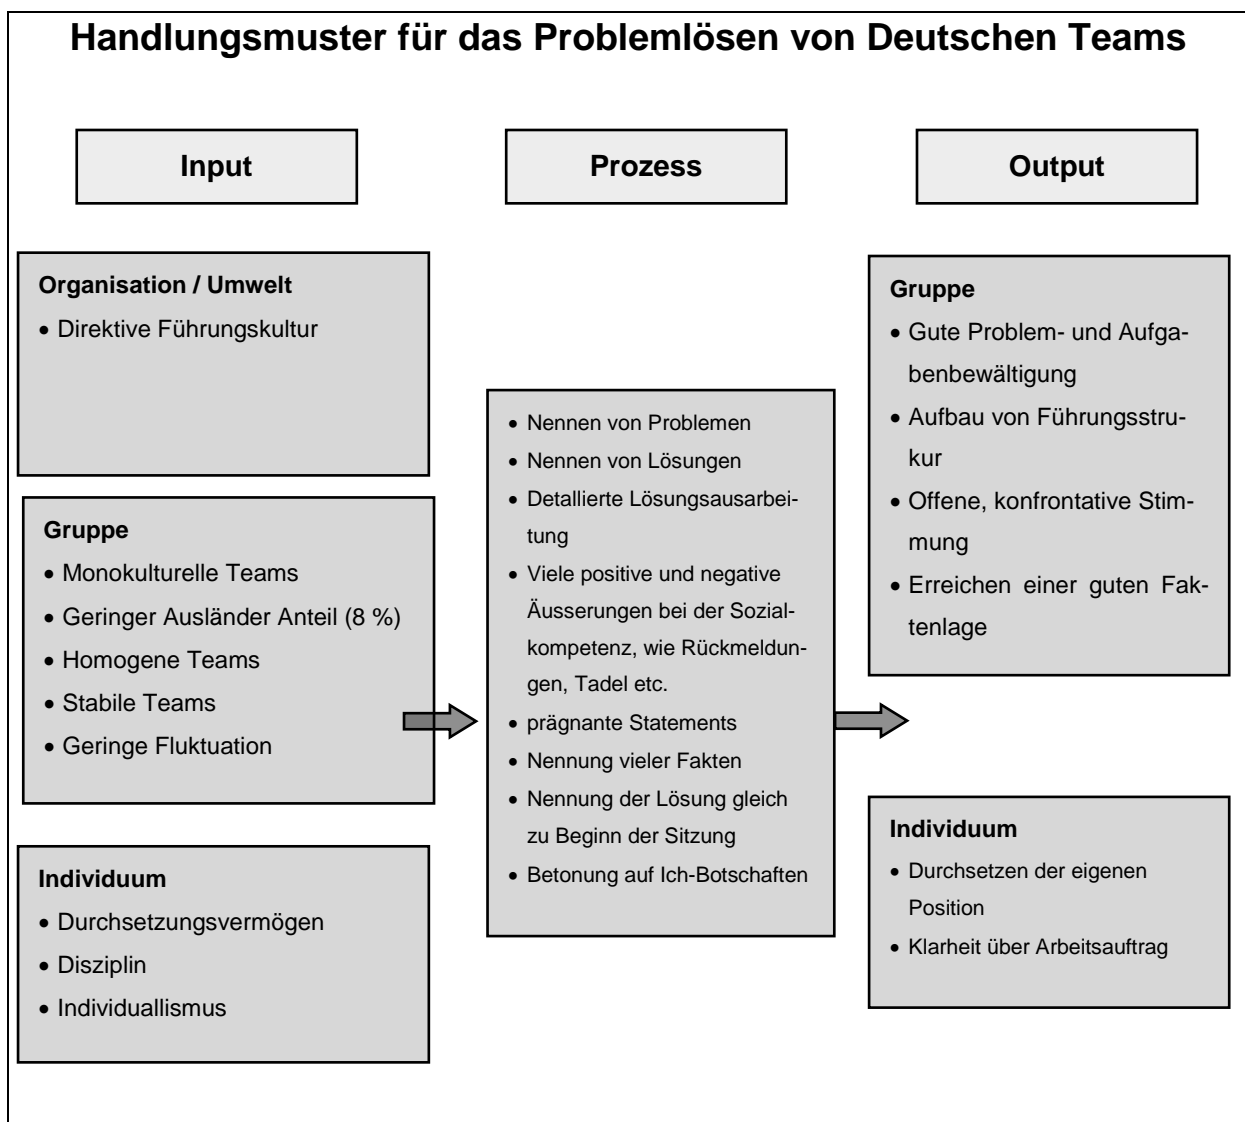 Handlungsmuster für das Problemlösen von Deutschen Teams
Input
Prozess
Output
Organisation / Umwelt
• Direktive Führungskultur
Gruppe
• Monokulturelle Teams
• Geringer Ausländer Anteil (8 %)
• Homogene Teams
• Stabile Teams
• Geringe Fluktuation
Individuum
• Durchsetzungsvermögen
• Disziplin
• Individuallismus
• Nennen von Problemen
• Nennen von Lösungen
• Detallierte Lösungsausarbei-
tung
• Viele positive und negative
Äusserungen bei der Sozial-
kompetenz, wie Rückmeldun-
gen, Tadel etc.
• prägnante Statements
• Nennung vieler Fakten
• Nennung der Lösung gleich
zu Beginn der Sitzung
• Betonung auf Ich-Botschaften
Gruppe
• Gute Problem- und Aufga-
benbewältigung
• Aufbau von Führungsstru-
kur
• Offene, konfrontative Stim-
mung
• Erreichen einer guten Fak-
tenlage
Individuum
• Durchsetzen der eigenen
Position
• Klarheit über Arbeitsauftrag